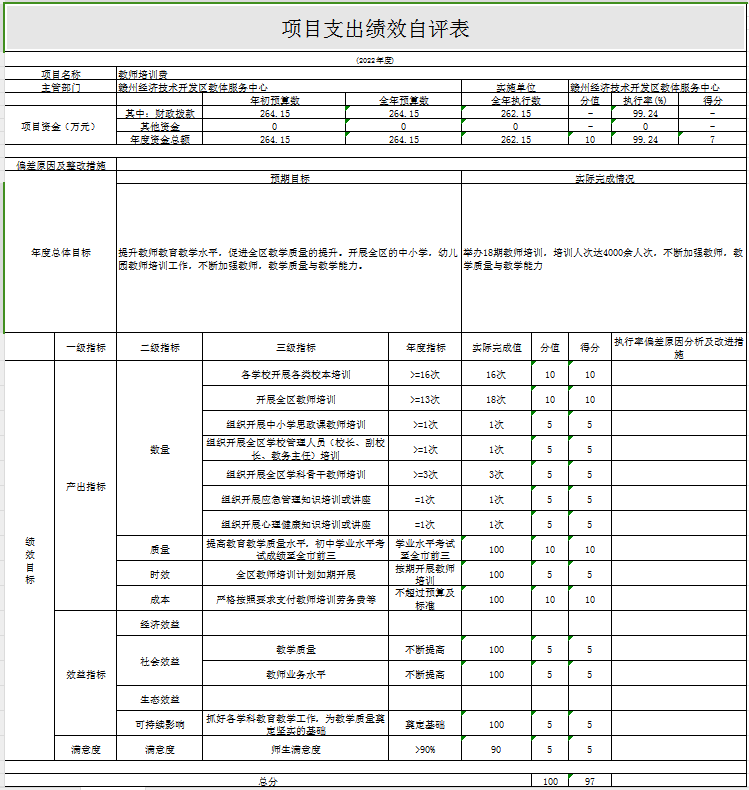 项目支出绩效自评表
(2022年度)
项目名称 教师培训费
主管部门 赣州经济技术开发区教体服务中心 实施单位 赣州经济技术开发区教体服务中心
项目资金（万元） 年初预算数 全年预算数 全年执行数 分值 执行率(%) 得分
其中：财政拨款 264.15 264.15 262.15 - 99.24 -
其他资金 0 0 0 - 0 -
年度资金总额 264.15 264.15 262.15 10 99.24 7
偏差原因及整改措施
年度总体目标 预期目标 实际完成情况
提升教师教育教学水平，促进全区教学质量的提升。开展全区的中小学，幼儿
园教师培训工作，不断加强教师，教学质量与教学能力。
举办18期教师培训，培训人次达4000余人次，不断加强教师，教
学质量与教学能力
一级指标 二级指标 三级指标 年度指标 实际完成值 分值 得分 执行率偏差原因分析及改进措
施
绩效目标
产出指标
数量
各学校开展各类校本培训 >=16次 16次 10 10
开展全区教师培训 >=13次 18次 10 10
组织开展中小学思政课教师培训 >=1次 1次 5 5
组织开展全区学校管理人员（校长、副校
长、教务主任）培训 >=1次 1次 5 5
组织开展全区学科骨干教师培训 >=3次 3次 5 5
组织开展应急管理知识培训或讲座 =1次 1次 5 5
组织开展心理健康知识培训或讲座 =1次 1次 5 5
质量 提高教育教学质量水平，初中学业水平考
试成绩至全市前三 学业水平考试
至全市前三 100 10 10
时效 全区教师培训计划如期开展 按期开展教师
培训 100 5 5
成本 严格按照要求支付教师培训劳务费等 不超过预算及
标准 100 10 10
效益指标
经济效益
社会效益
教学质量 不断提高 100 5 5
教师业务水平 不断提高 100 5 5
生态效益
可持续影响 抓好各学科教育教学工作，为教学质量奠
定坚实的基础 奠定基础 100 5 5
满意度 满意度 师生满意度 >90% 90 5 5
总分 100 97